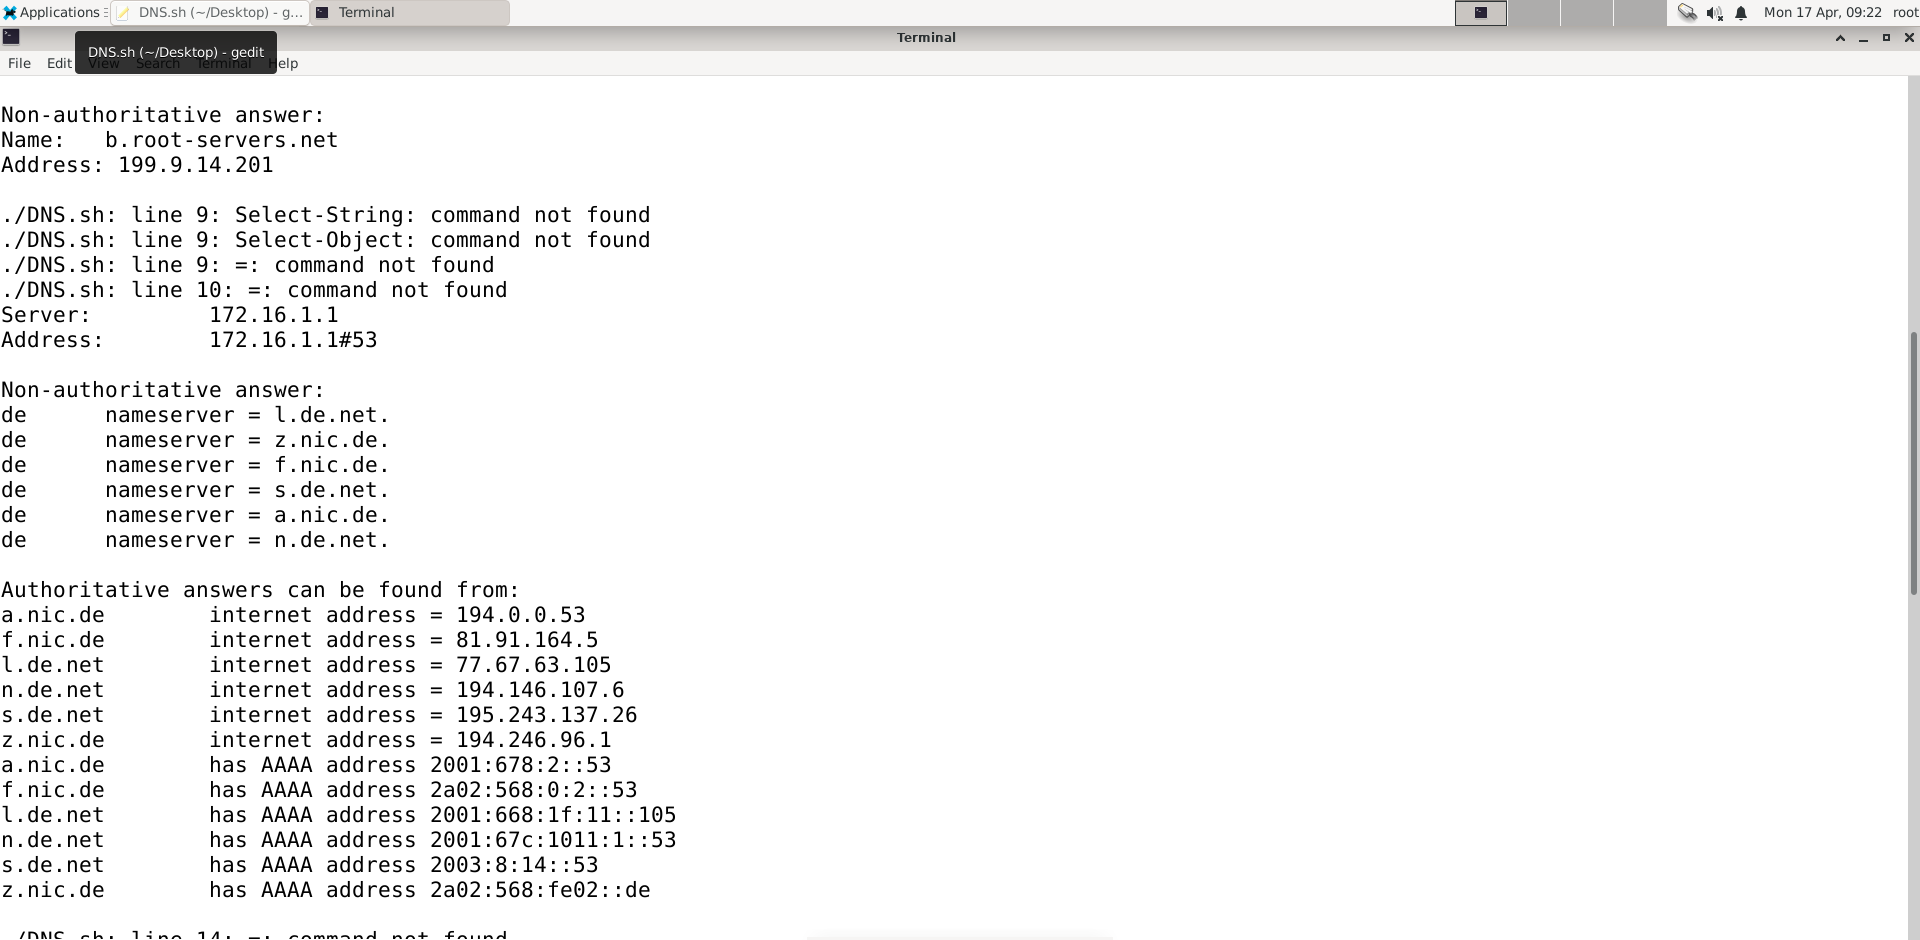 Applications
DNS.sh (~/Desktop) - g...
Terminal
Mon 17 Apr, 09:22
root
Terminal
DNS.sh (~/Desktop) - gedit
File Edit View Search Terminal Help
Non-authoritative answer:
Name:   b.root-servers.net
Address: 199.9.14.201
./DNS.sh: line 9: Select-String: command not found
./DNS.sh: line 9: Select-Object: command not found
./DNS.sh: line 9: =: command not found
./DNS.sh: line 10: =: command not found
Server:         172.16.1.1
Address:        172.16.1.1#53
Non-authoritative answer:
de      nameserver = l.de.net.
de      nameserver = z.nic.de.
de      nameserver = f.nic.de.
de      nameserver = s.de.net.
de      nameserver = a.nic.de.
de      nameserver = n.de.net.
Authoritative answers can be found from:
a.nic.de        internet address = 194.0.0.53
f.nic.de        internet address = 81.91.164.5
l.de.net        internet address = 77.67.63.105
n.de.net        internet address = 194.146.107.6
s.de.net        internet address = 195.243.137.26
z.nic.de        internet address = 194.246.96.1
a.nic.de        has AAAA address 2001:678:2::53
f.nic.de        has AAAA address 2a02:568:0:2::53
l.de.net        has AAAA address 2001:668:1f:11::105
n.de.net        has AAAA address 2001:67c:1011:1::53
s.de.net        has AAAA address 2003:8:14::53
z.nic.de        has AAAA address 2a02:568:fe02::de
./DNS.sh: line 14: =: command not found